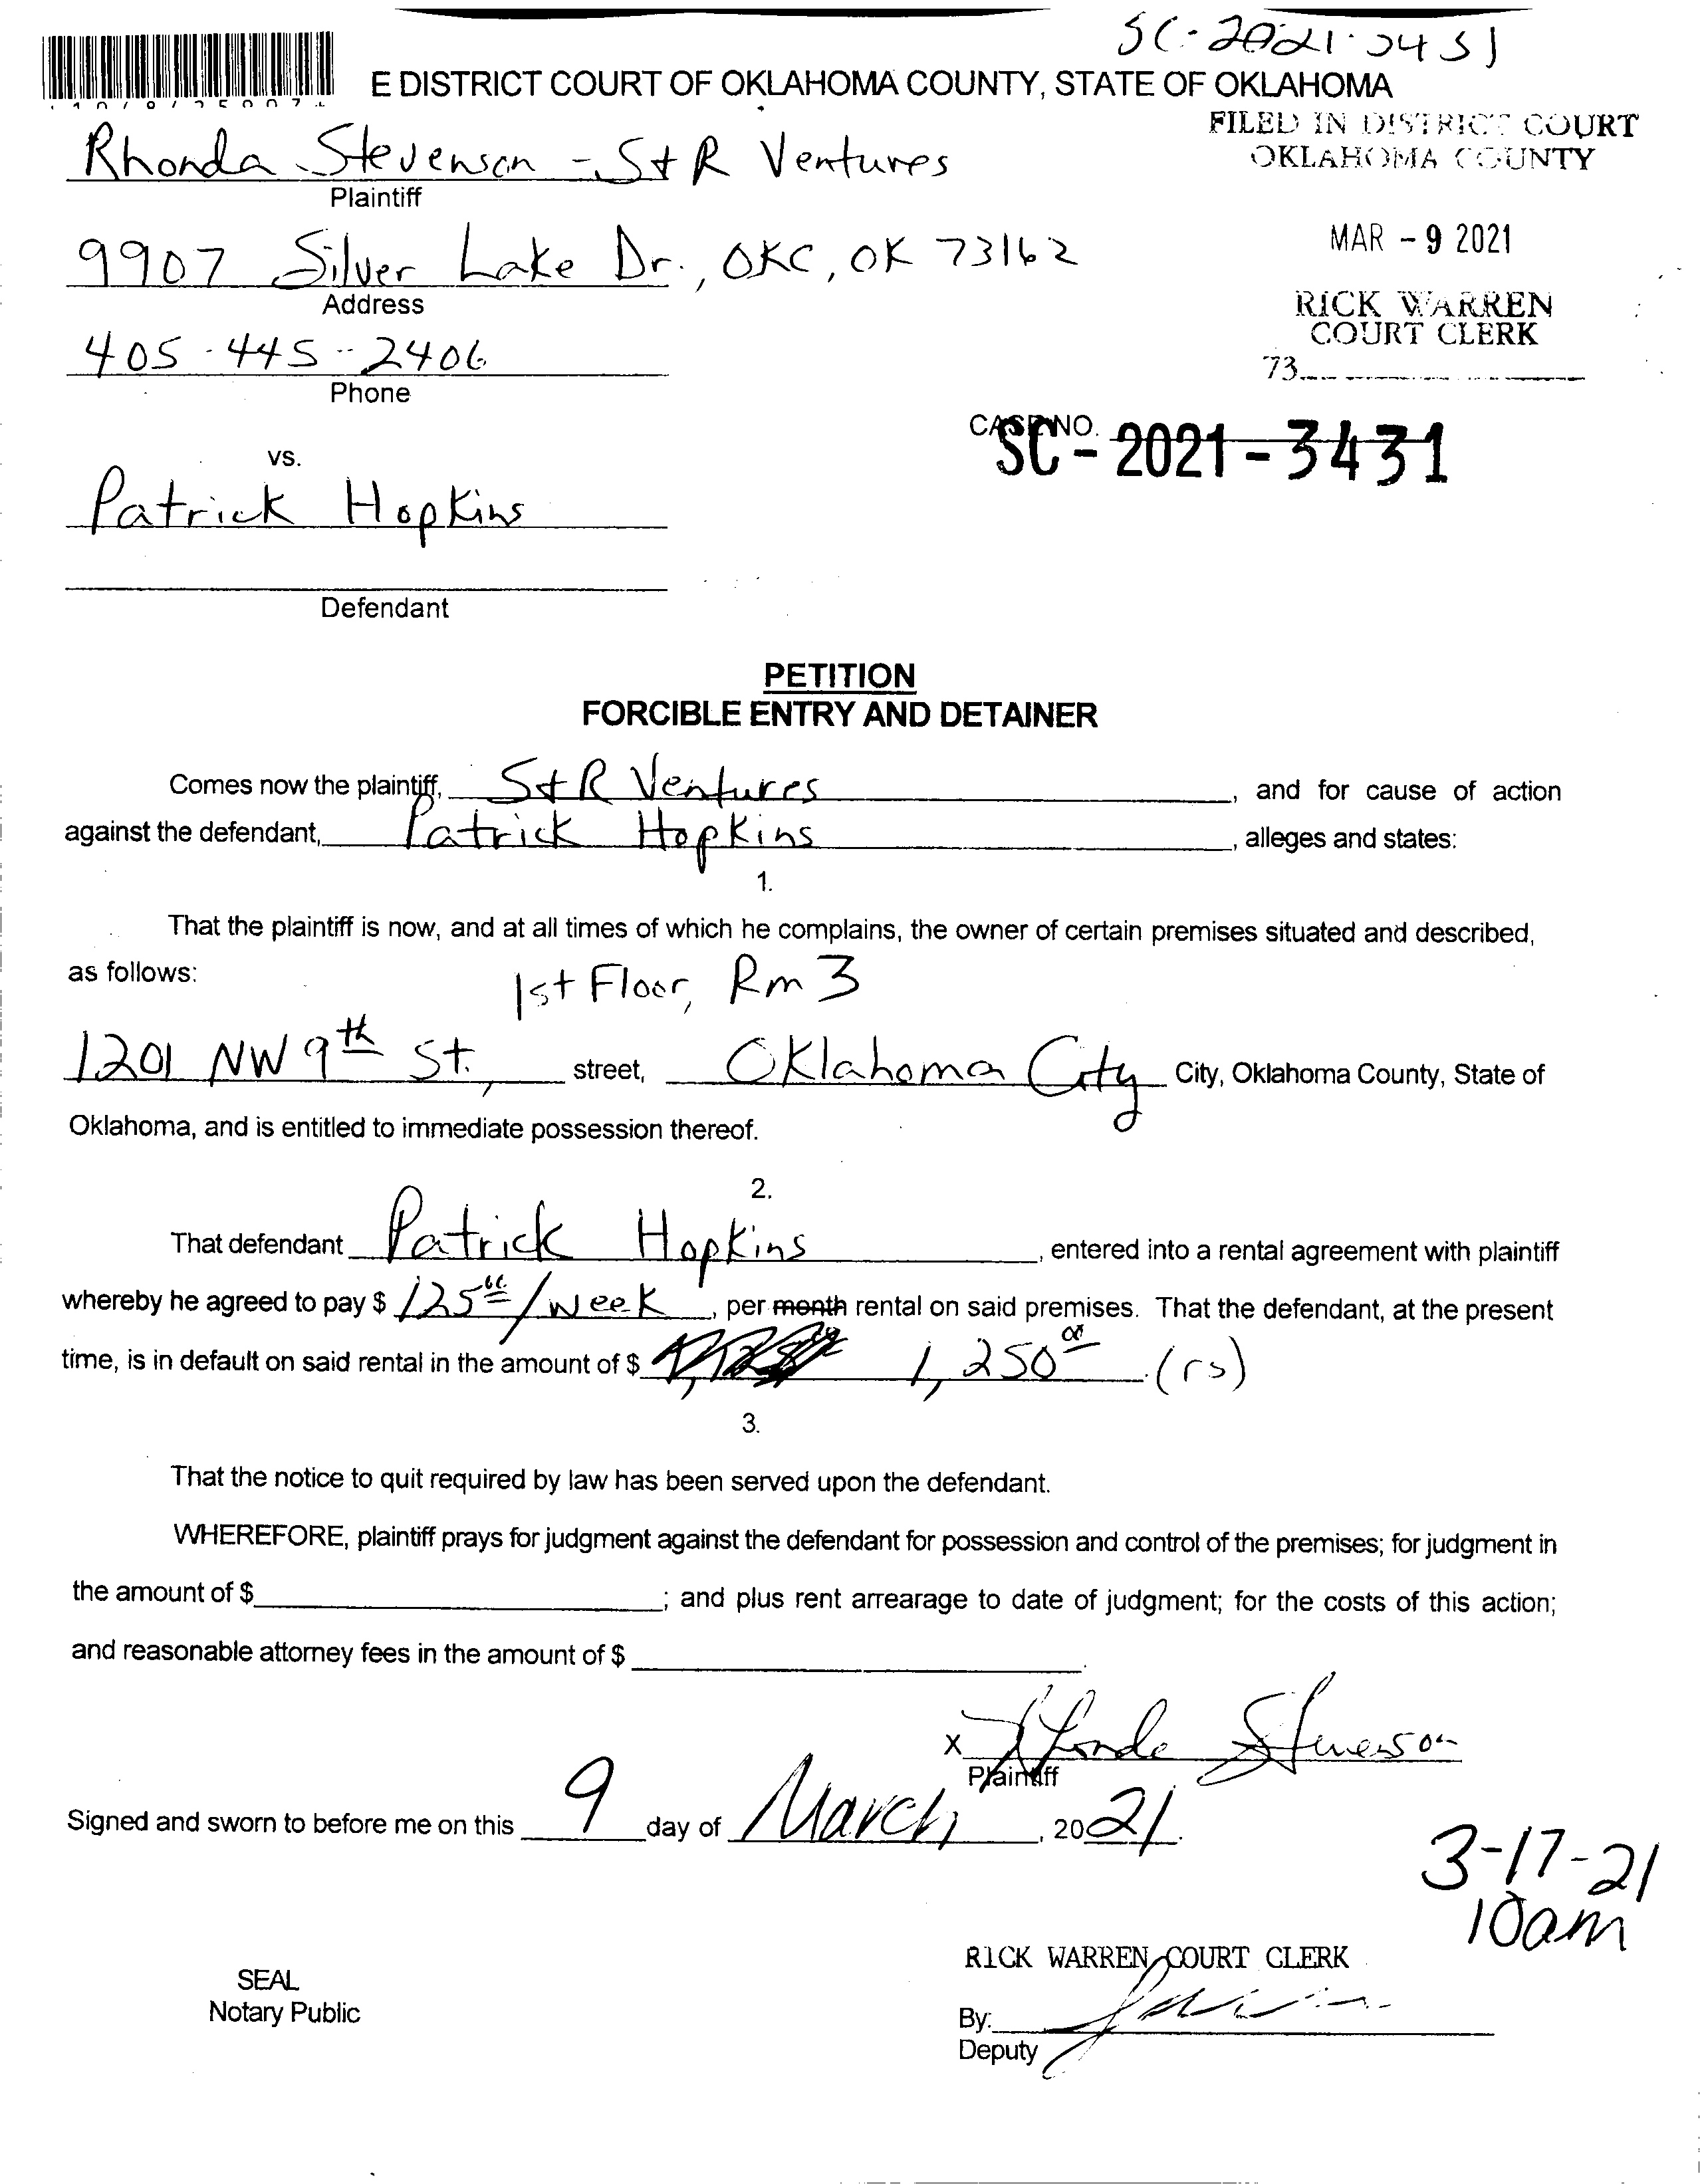 SC-2021-3431
E DISTRICT COURT OF OKLAHOMA COUNTY, STATE OF OKLAHOMA
FILED IN DISTRICT COURT
OKLAHOMA COUNTY
Rhonda Stevenson - S+R Ventures
Plaintiff
MAR - 9 2021
9907 Silver Lake Dr., OKC, OK 73162
Address
RICK WARREN
COURT CLERK
405-445-2406
73
Phone
CASE NO.
SC - 2021 - 3431
vs.
Patrick Hopkins
Defendant
PETITION
FORCIBLE ENTRY AND DETAINER
Comes now the plaintiff, S+R Ventures, and for cause of action
against the defendant, Patrick Hopkins, alleges and states:
1.
That the plaintiff is now, and at all times of which he complains, the owner of certain premises situated and described,
as follows:
1st Floor, Rm 3
1201 NW 9th St., street, Oklahoma City City, Oklahoma County, State of
Oklahoma, and is entitled to immediate possession thereof.
2.
That defendant Patrick Hopkins, entered into a rental agreement with plaintiff
whereby he agreed to pay $ 125 00/week, per month rental on said premises. That the defendant, at the present
time, is in default on said rental in the amount of $ 1,250 00 (rs)
3.
That the notice to quit required by law has been served upon the defendant.
WHEREFORE, plaintiff prays for judgment against the defendant for possession and control of the premises; for judgment in
the amount of $ ; and plus rent arrearage to date of judgment; for the costs of this action;
and reasonable attorney fees in the amount of $ .
X Rhonda Stevenson
Plaintiff
Signed and sworn to before me on this 9 day of March, 2021.
3-17-21
10am
RICK WARREN COURT CLERK
SEAL
Notary Public
By:
Deputy